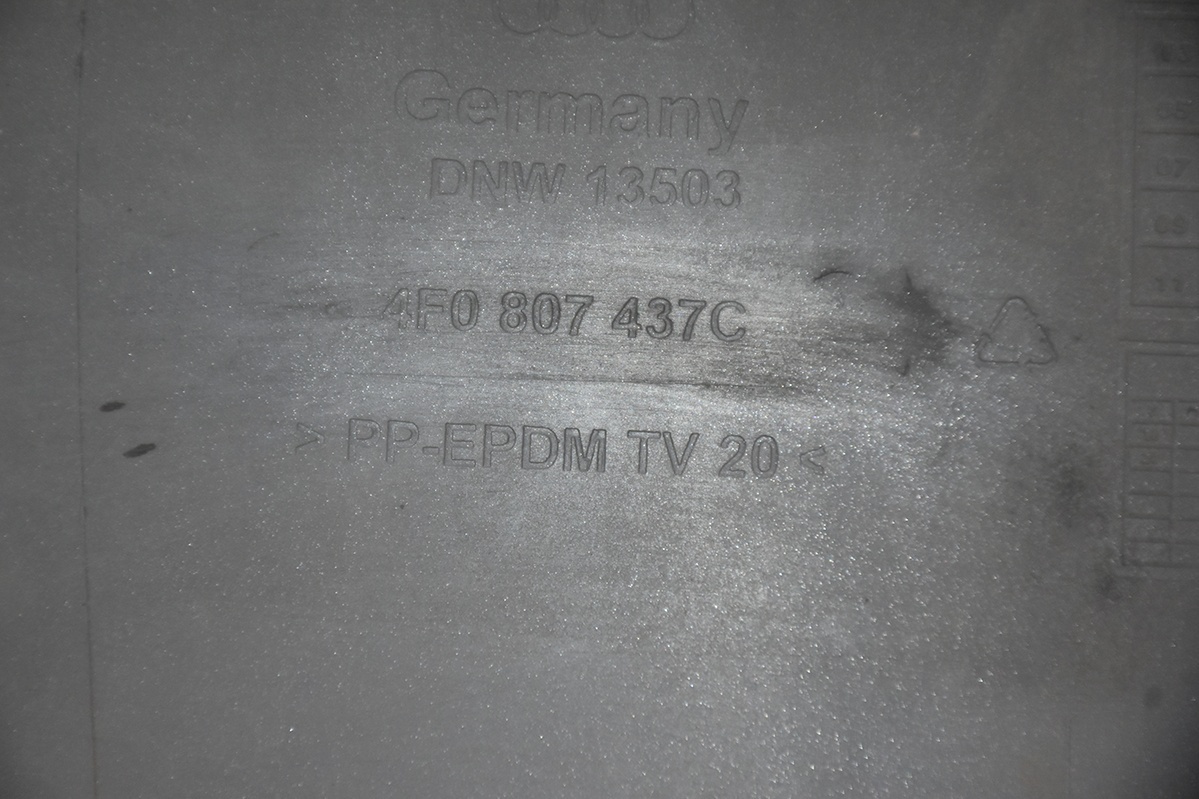 Germany
DNW 13503
4F0 807 437C
> PP-EPDM TV 20 <